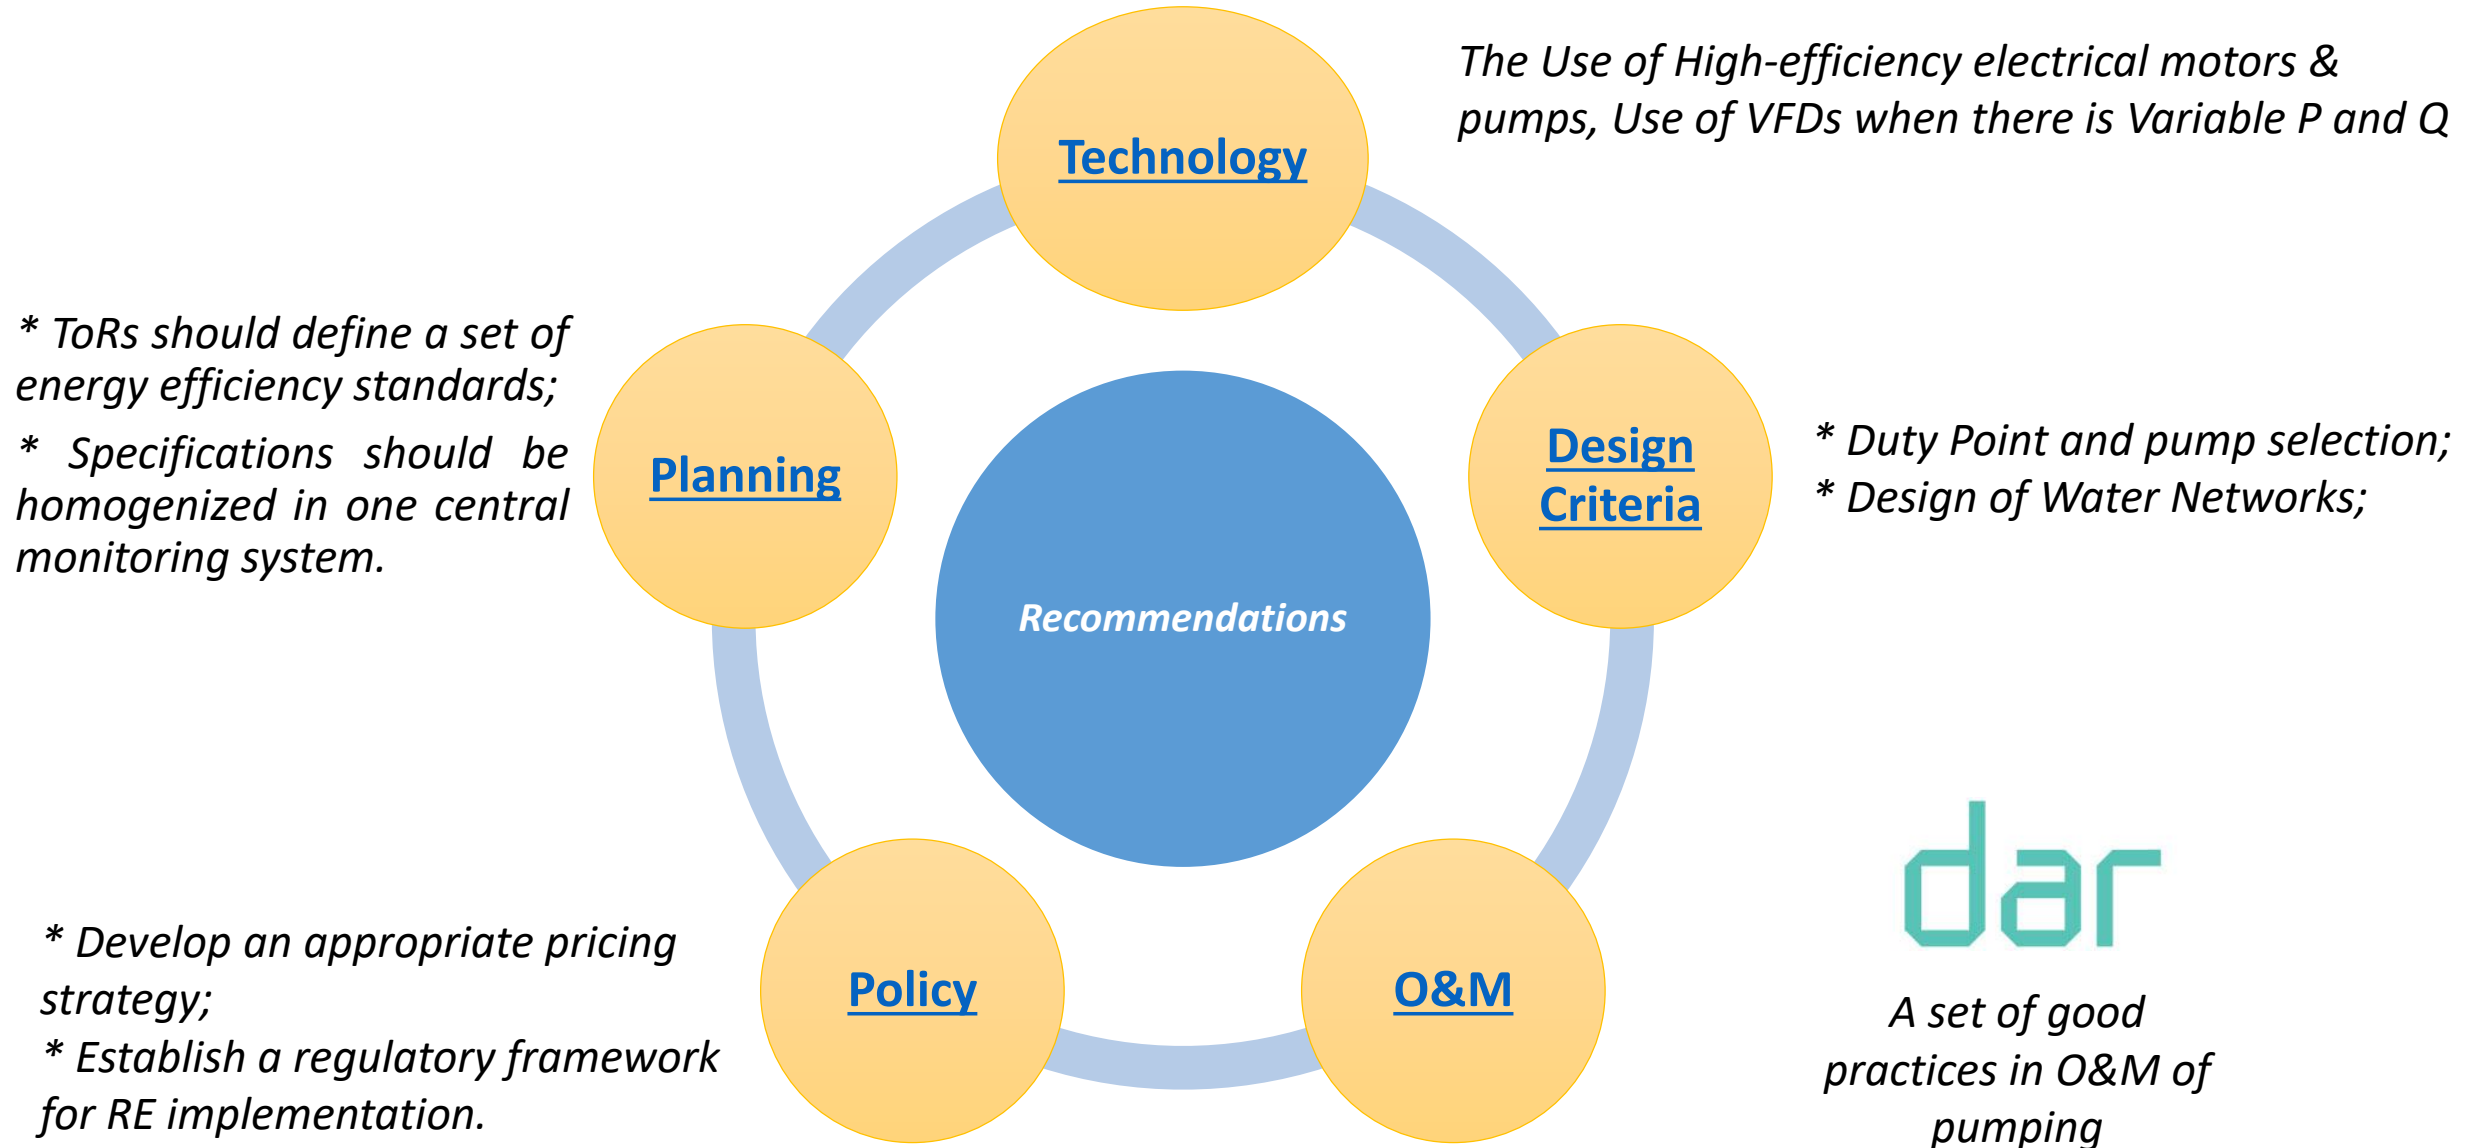 Technology
The Use of High-efficiency electrical motors &
pumps, Use of VFDs when there is Variable P and Q
* ToRs should define a set of
energy efficiency standards;
* Specifications should be
homogenized in one central
monitoring system.
Planning
Design
Criteria
* Duty Point and pump selection;
* Design of Water Networks;
Recommendations
* Develop an appropriate pricing
strategy;
* Establish a regulatory framework
for RE implementation.
Policy
O&M
dar
A set of good
practices in O&M of
pumping